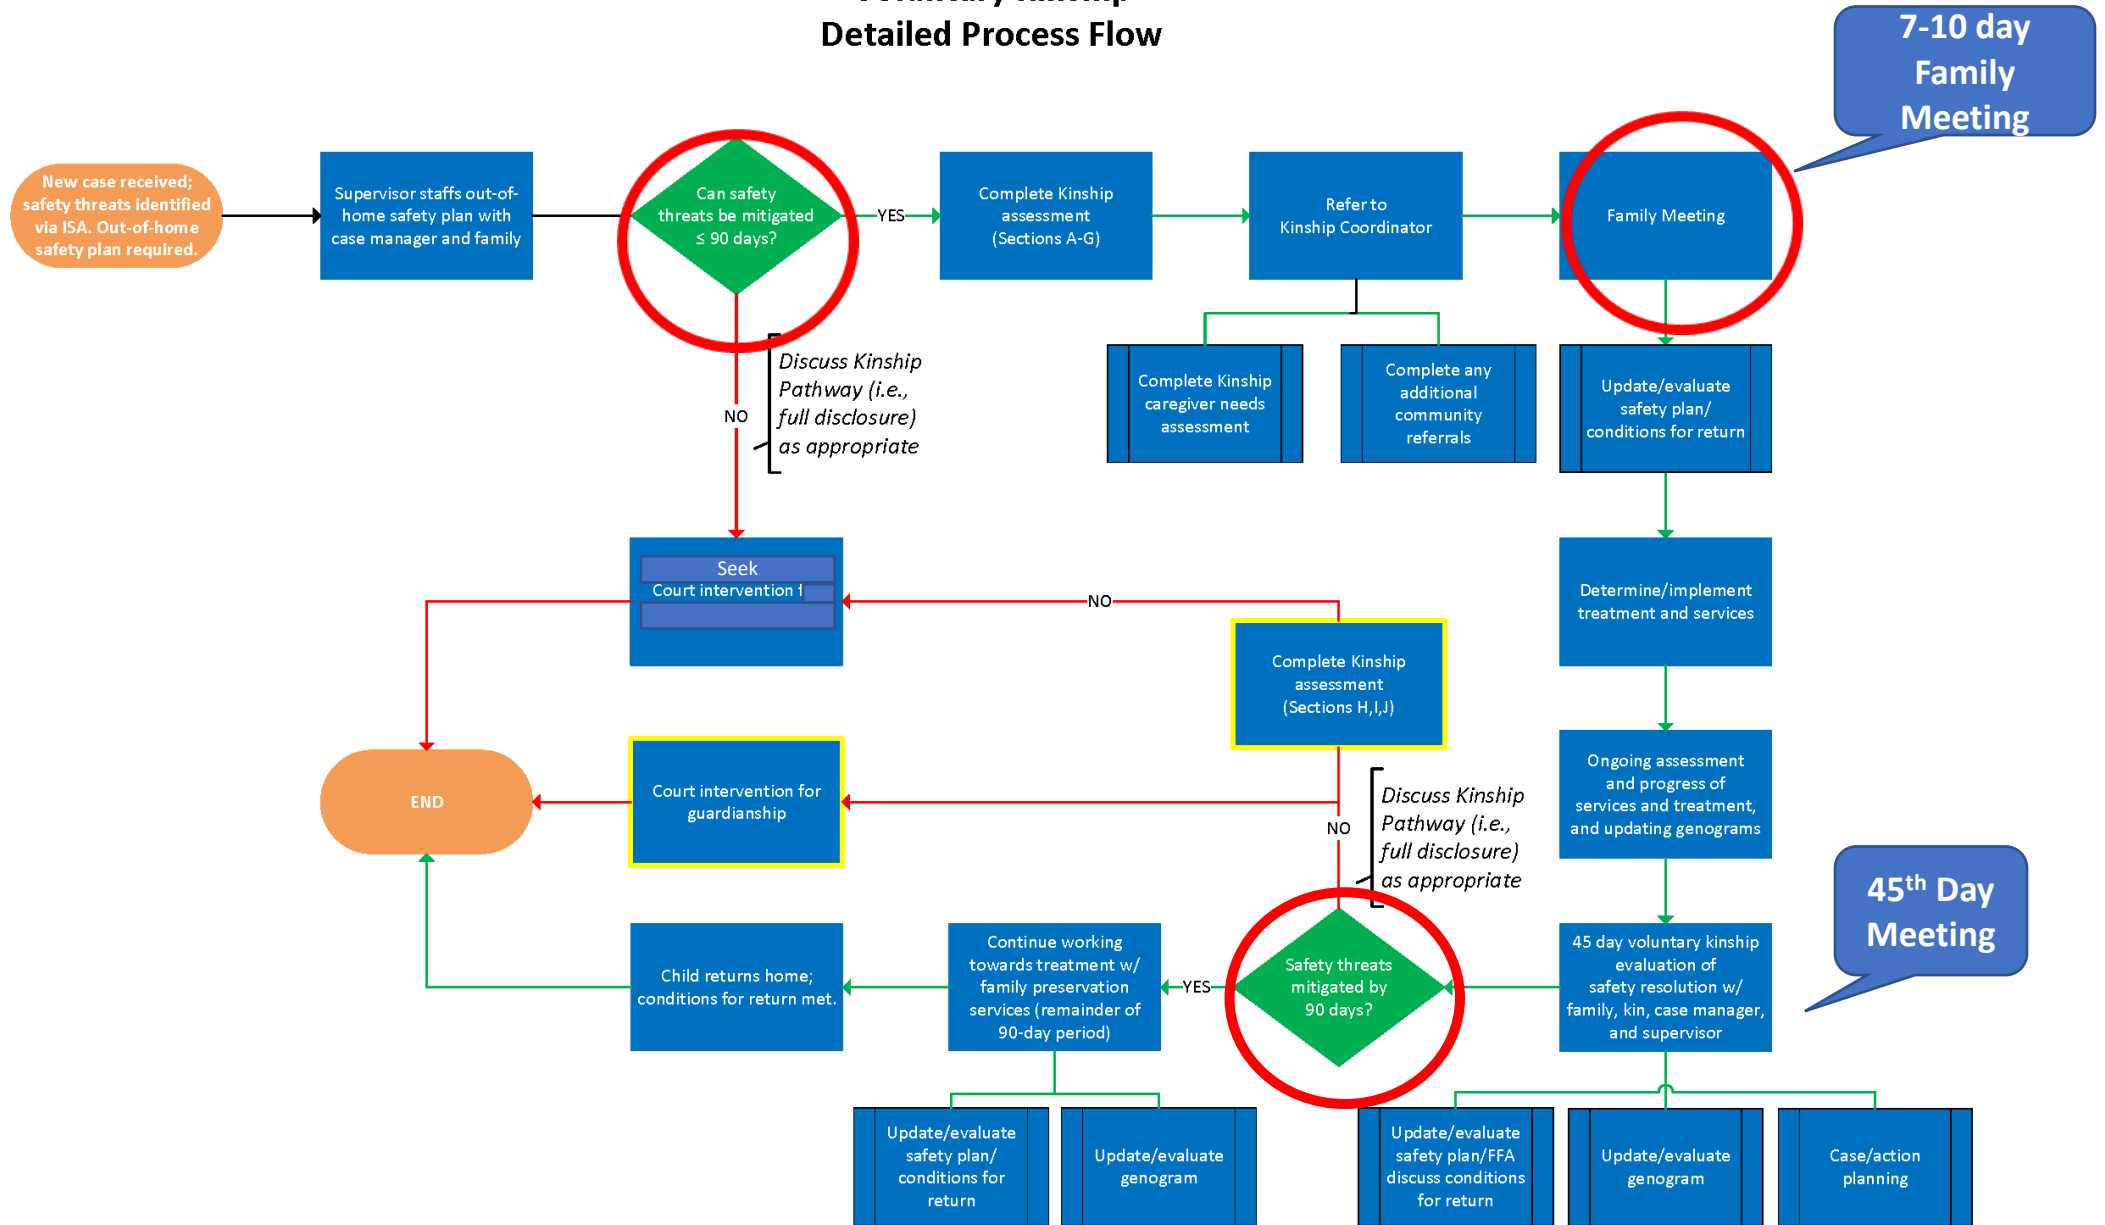 Detailed Process Flow
7-10 day
Family
Meeting
New case received;
safety threats identified
via ISA. Out-of-home
safety plan required.
Supervisor staffs out-of-
home safety plan with
case manager and family
Can safety
threats be mitigated
≤ 90 days?
YES
Complete Kinship
assessment
(Sections A-G)
Refer to
Kinship Coordinator
Family Meeting
NO
Discuss Kinship
Pathway (i.e.,
full disclosure)
as appropriate
Complete Kinship
caregiver needs
assessment
Complete any
additional
community
referrals
Update/evaluate
safety plan/
conditions for return
Seek
Court intervention
NO
Determine/implement
treatment and services
Complete Kinship
assessment
(Sections H,I,J)
END
Court intervention for
guardianship
NO
Discuss Kinship
Pathway (i.e.,
full disclosure)
as appropriate
Ongoing assessment
and progress of
services and treatment,
and updating genograms
45th Day
Meeting
Child returns home;
conditions for return met.
Continue working
towards treatment w/
family preservation
services (remainder of
90-day period)
YES
Safety threats
mitigated by
90 days?
45 day voluntary kinship
evaluation of
safety resolution w/
family, kin, case manager,
and supervisor
Update/evaluate
safety plan/
conditions for
return
Update/evaluate
genogram
Update/evaluate
safety plan/FFA
discuss conditions
for return
Update/evaluate
genogram
Case/action
planning